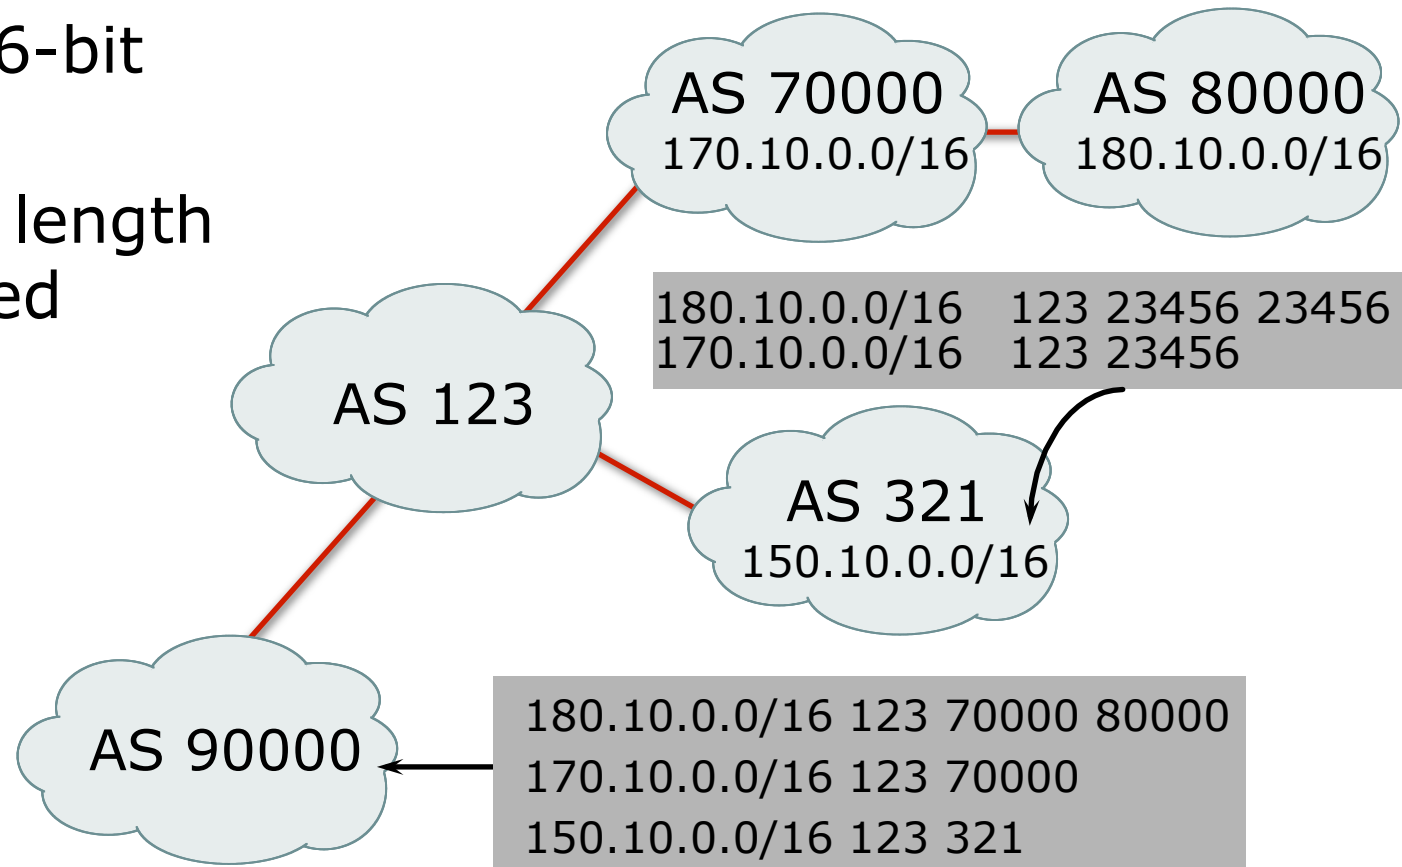 6-bit
length
ed
AS 70000
170.10.0.0/16
AS 80000
180.10.0.0/16
180.10.0.0/16 123 23456 23456
170.10.0.0/16 123 23456
AS 123
AS 321
150.10.0.0/16
AS 90000
180.10.0.0/16 123 70000 80000
170.10.0.0/16 123 70000
150.10.0.0/16 123 321